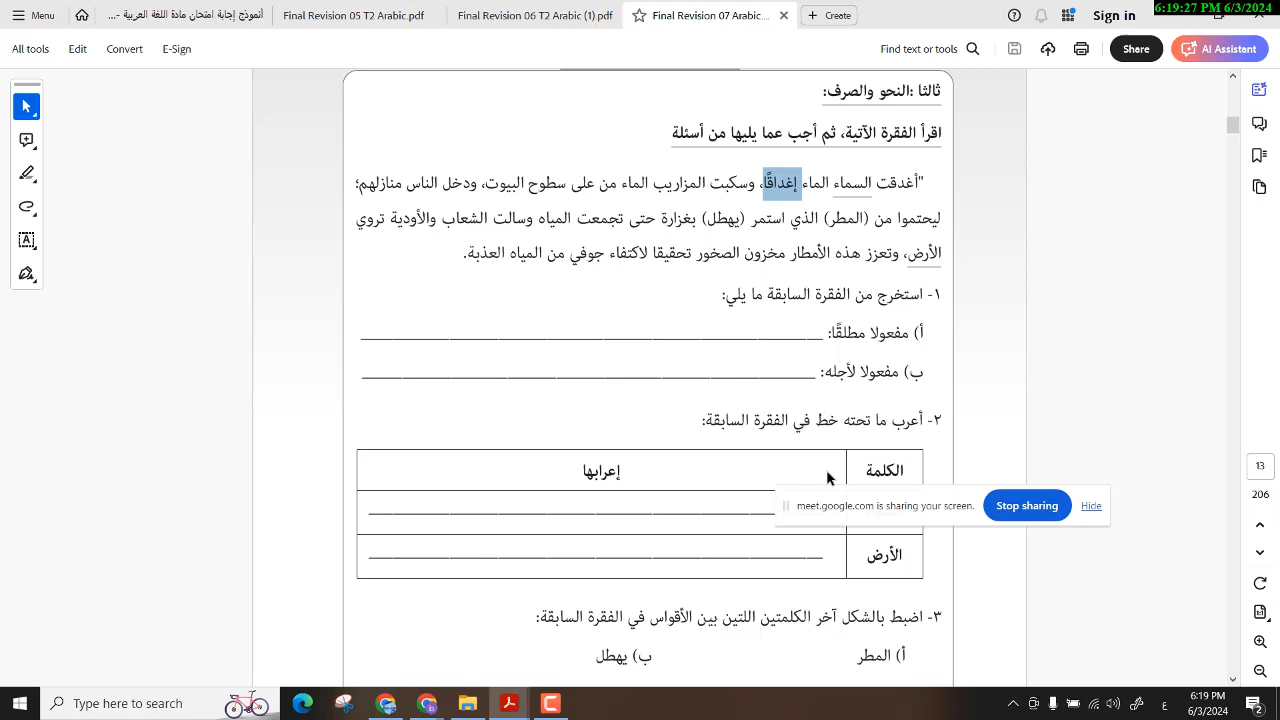 6:19:27 PM 6/3/2024
Menu
نموذج إجابة امتحان مادة اللغة العربية ...
Final Revision 05 T2 Arabic.pdf
Final Revision 06 T2 Arabic (1).pdf
Final Revision 07 Arabic...
Create
Sign in
All tools
Edit
Convert
E-Sign
Find text or tools
Share
AI Assistant
ثالثا :النحو والصرف:
اقرأ الفقرة الآتية، ثم أجب عما يليها من أسئلة
"أغدقت السماء الماء إغداقًا، وسكبت المزاريب الماء من على سطوح البيوت، ودخل الناس منازلهم؛
ليحتموا من (المطر) الذي استمر (يهطل) بغزارة حتى تجمعت المياه وسالت الشعاب والأودية تروي
الأرض، وتعزز هذه الأمطار مخزون الصخور تحقيقا لاكتفاء جوفي من المياه العذبة.
١- استخرج من الفقرة السابقة ما يلي:
أ) مفعولا مطلقًا:
ب) مفعولا لأجله:
٢- أعرب ما تحته خط في الفقرة السابقة:
الكلمة
إعرابها
meet.google.com is sharing your screen.
Stop sharing
Hide
الأرض
٣- اضبط بالشكل آخر الكلمتين اللتين بين الأقواس في الفقرة السابقة:
أ) المطر
ب) يهطل
13
206
Type here to search
ع
6:19 PM
6/3/2024
2